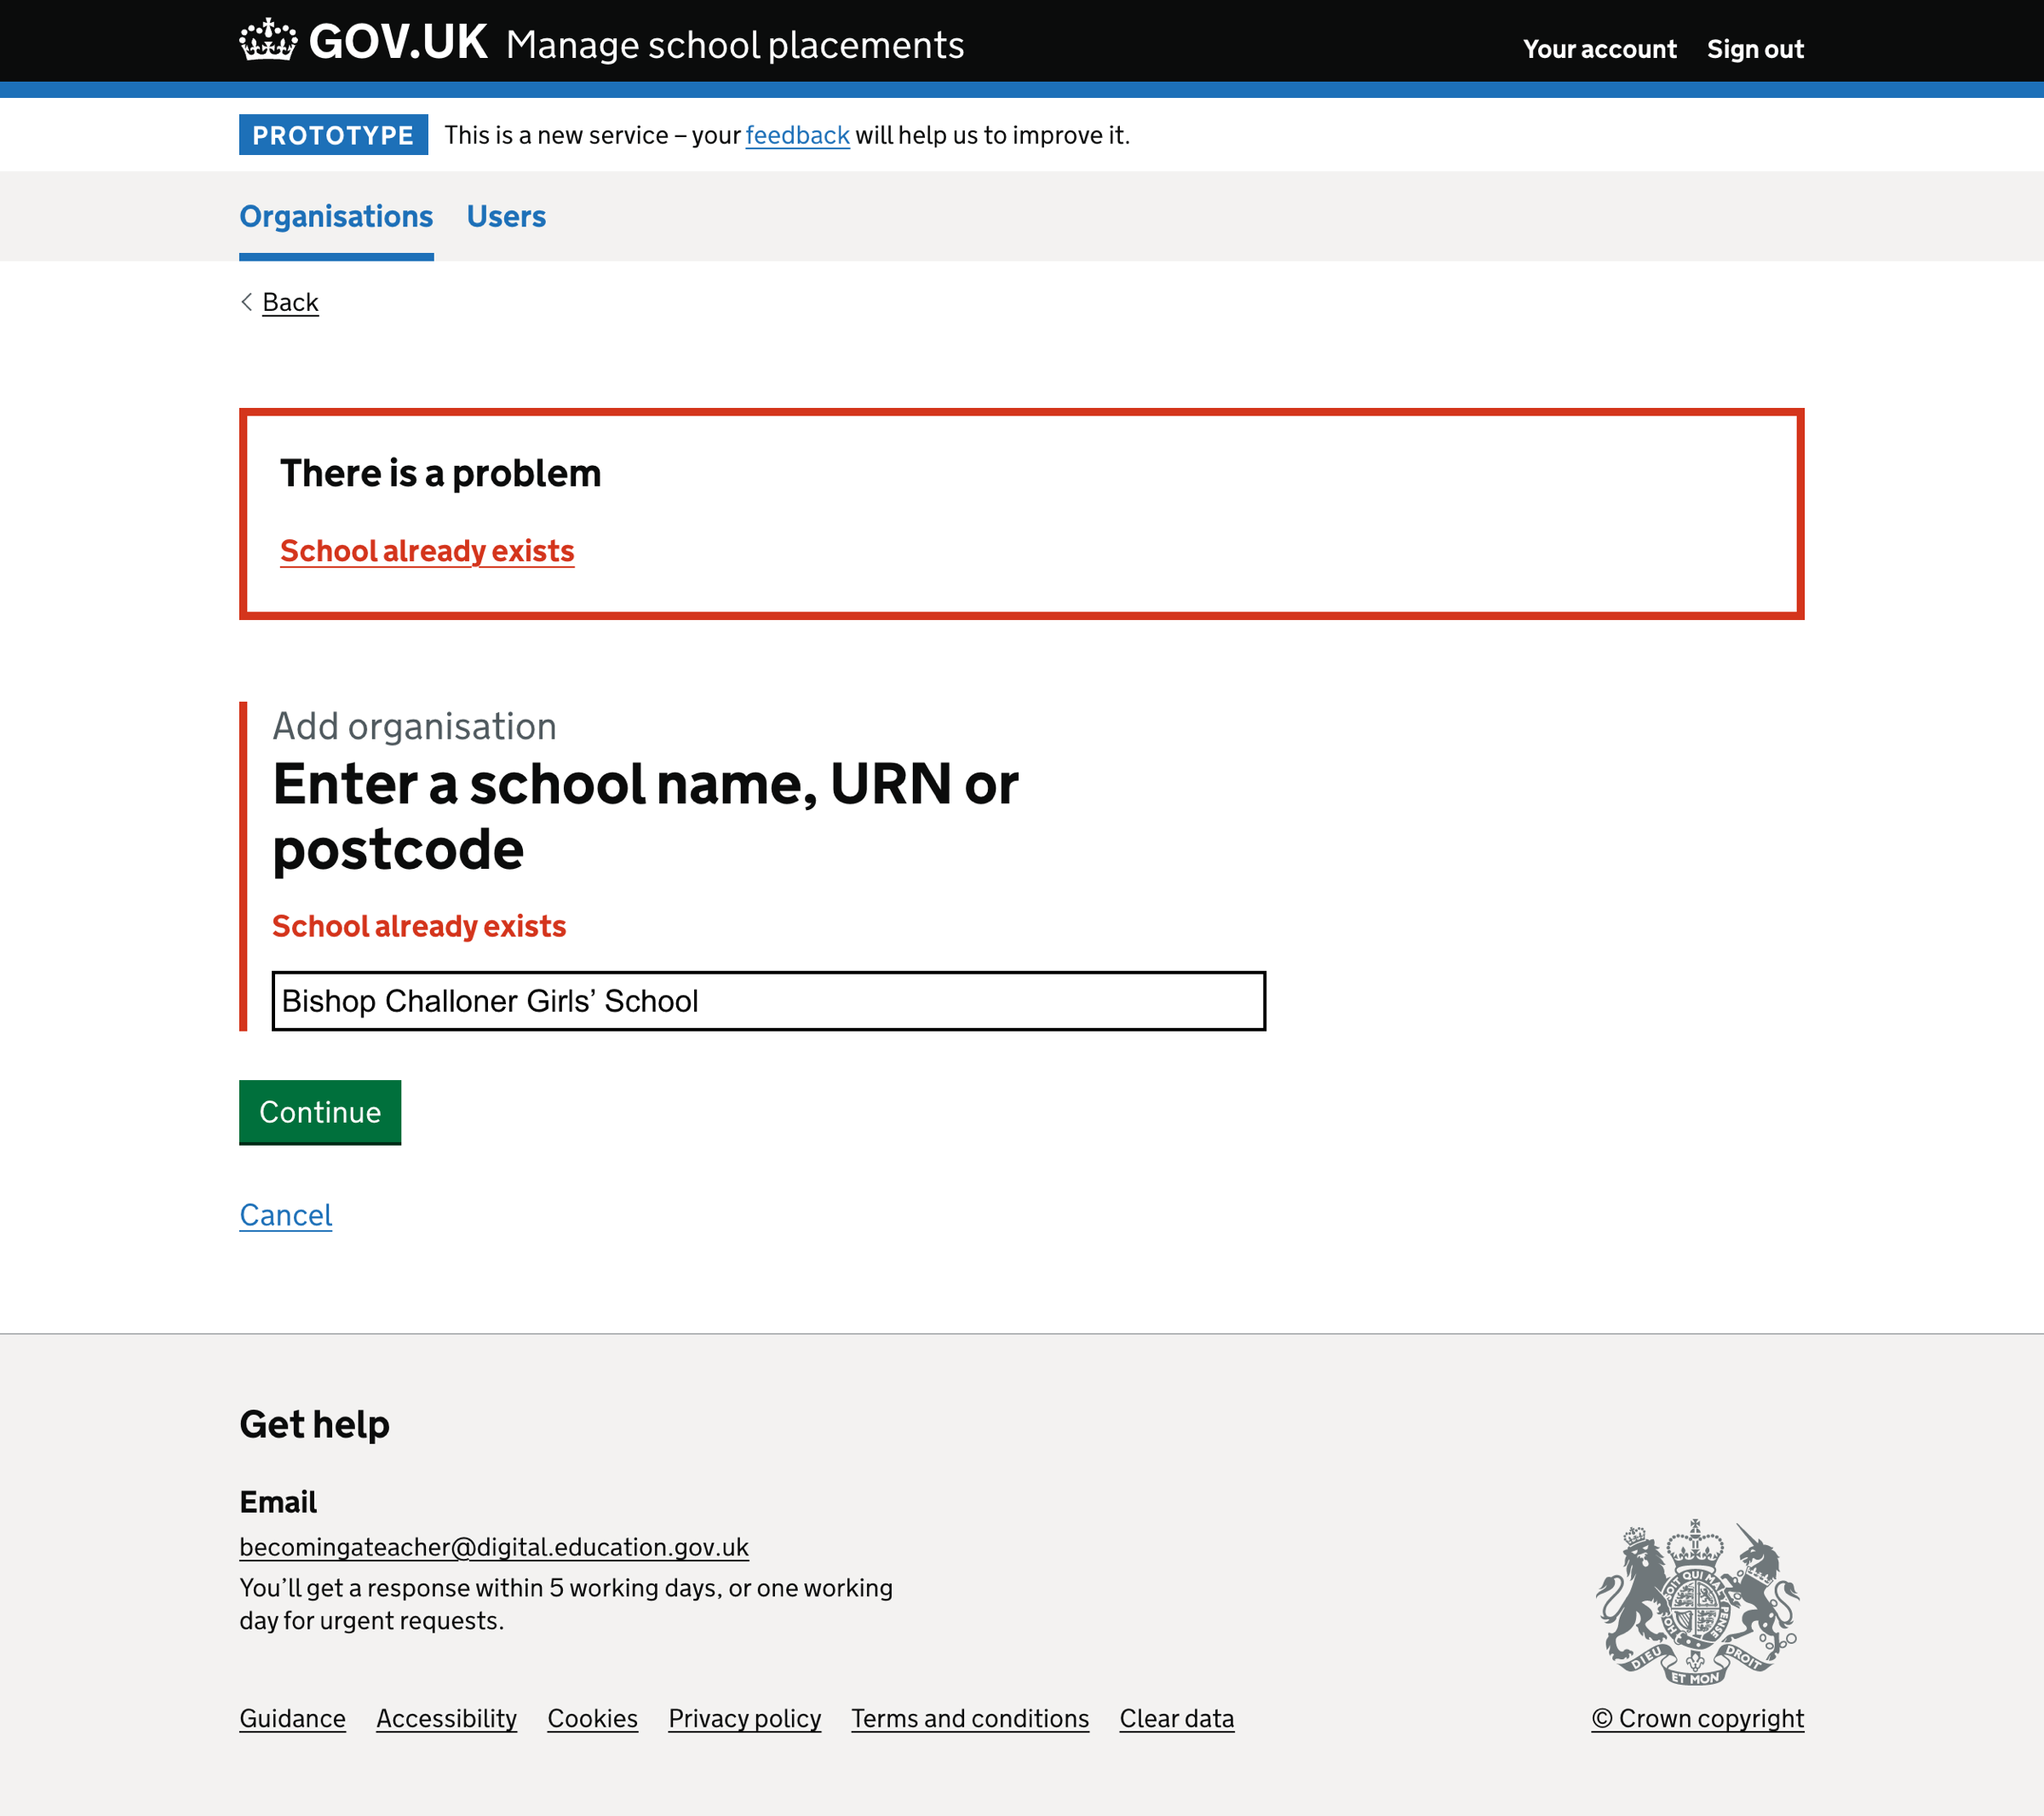 GOV.UK Manage school placements
Your account Sign out
PROTOTYPE This is a new service – your feedback will help us to improve it.
Organisations Users
Back
There is a problem
School already exists
Add organisation
Enter a school name, URN or
postcode
School already exists
Bishop Challoner Girls’ School
Continue
Cancel
Get help
Email
becomingateacher@digital.education.gov.uk
You’ll get a response within 5 working days, or one working
day for urgent requests.
DIEU ET MON DROIT
Guidance Accessibility Cookies Privacy policy Terms and conditions Clear data
© Crown copyright